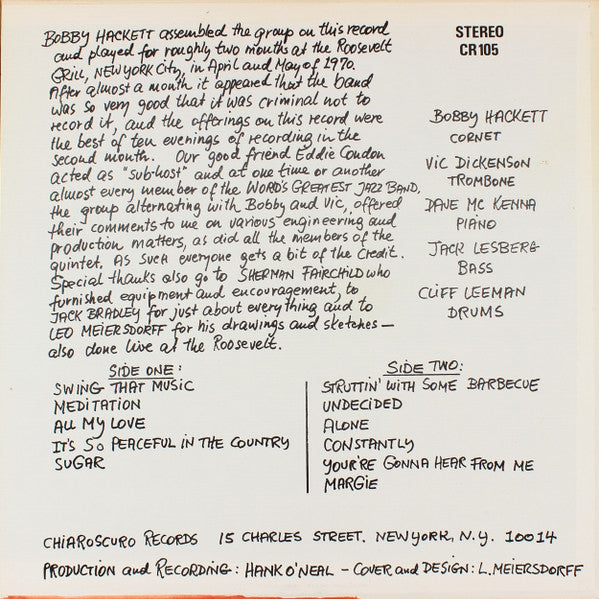 BOBBY HACKETT assembled the group on this record
and played for roughly two months at the Roosevelt
GRILL, NEW YORK CITY, in April and May of 1970.
After almost a month it appeared that the band
was so very good that it was criminal not to
record it, and the offerings on this record were
the best of ten evenings of recording in the
second month. Our good friend Eddie Condon
acted as "sub-host" and at one time or another
almost every member of the WORD'S GREATEST JAZZ BAND,
the group alternating with Bobby and Vic, offered
their comments to me on various engineering and
production matters, as did all the members of the
quintet. AS SUCH everyone gets a bit of the credit.
Special thanks also go to SHERMAN FAIRCHILD who
furnished equipment and encouragement, to
JACK BRADLEY for just about everything and to
LEO MEIERSDORFF for his drawings and sketches—
also done live at the Roosevelt.
STEREO
CR105
BOBBY HACKETT
CORNET
VIC DICKENSON
TROMBONE
DAVE MC KENNA
PIANO
JACK LESBERG
BASS
CLIFF LEEMAN
DRUMS
SIDE ONE:
SWING THAT MUSIC
MEDITATION
ALL MY LOVE
IT'S SO PEACEFUL IN THE COUNTRY
SUGAR
SIDE TWO:
STRUTTIN' WITH SOME BARBECUE
UNDECIDED
ALONE
CONSTANTLY
YOUR'RE GONNA HEAR FROM ME
MARGIE
CHIAROSCURO RECORDS 15 CHARLES STREET. NEW YORK, N.Y. 10014
PRODUCTION and RECORDING: HANK O'NEAL - COVER and DESIGN: L. MEIERSDORFF